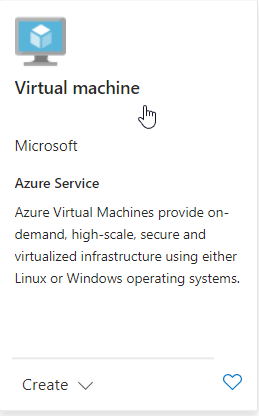 Virtual machine
Microsoft
Azure Service
Azure Virtual Machines provide on-
demand, high-scale, secure and
virtualized infrastructure using either
Linux or Windows operating systems.
Create